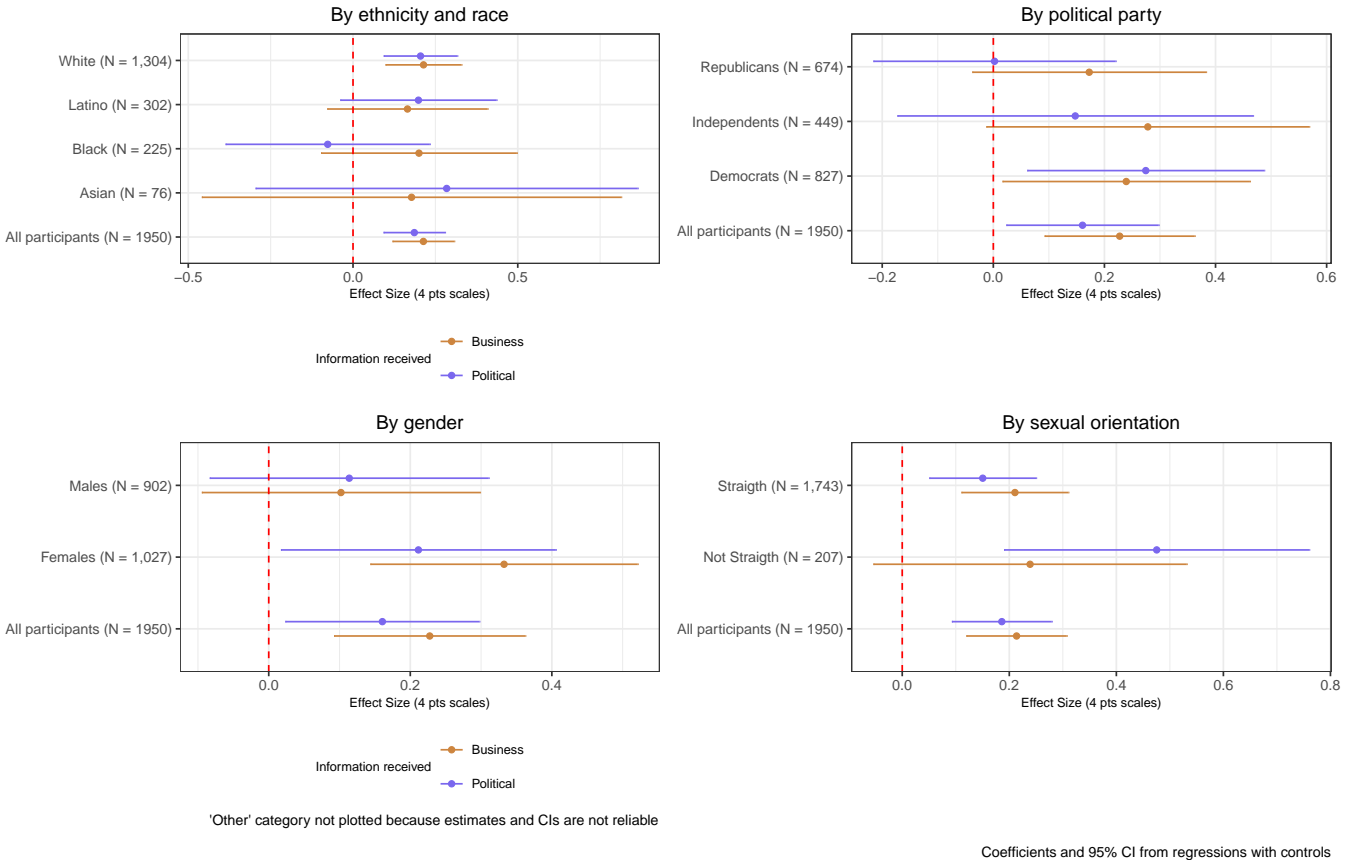 By ethnicity and race
White (N = 1,304)
Latino (N = 302)
Black (N = 225)
Asian (N = 76)
All participants (N = 1950)
−0.5 0.0 0.5
Effect Size (4 pts scales)
Information received
Business
Political
By political party
Republicans (N = 674)
Independents (N = 449)
Democrats (N = 827)
All participants (N = 1950)
−0.2 0.0 0.2 0.4 0.6
Effect Size (4 pts scales)
By gender
Males (N = 902)
Females (N = 1,027)
All participants (N = 1950)
0.0 0.2 0.4
Effect Size (4 pts scales)
Information received
Business
Political
'Other' category not plotted because estimates and CIs are not reliable
By sexual orientation
Straigth (N = 1,743)
Not Straigth (N = 207)
All participants (N = 1950)
0.0 0.2 0.4 0.6 0.8
Effect Size (4 pts scales)
Coefficients and 95% CI from regressions with controls